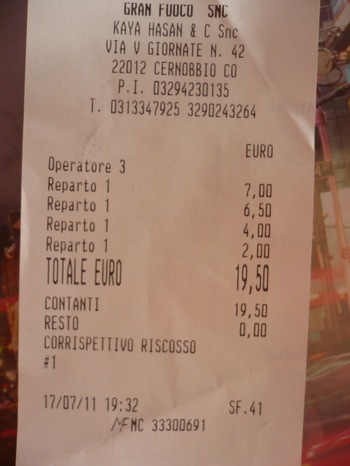 GRAN FUOCO SNC
KAYA HASAN & C Snc
VIA V GIORNATE N. 42
22012 CERNOBBIO CO
P.I. 03294230135
T. 0313347925 3290243264
EURO
Operatore 3
Reparto 1 7,00
Reparto 1 6,50
Reparto 1 4,00
Reparto 1 2,00
TOTALE EURO 19,50
CONTANTI 19,50
RESTO 0,00
CORRISPETTIVO RISCOSSO
#1
17/07/11 19:32 SF.41
MF MC 33300691